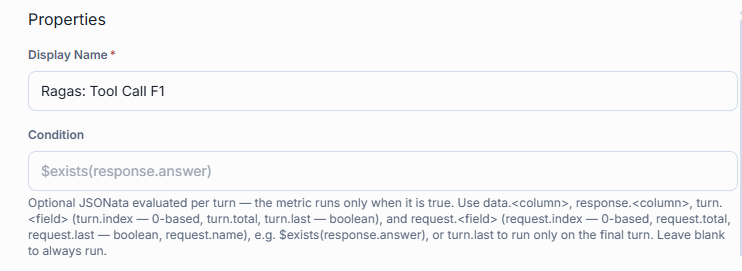 Properties
Display Name *
Ragas: Tool Call F1
Condition
$exists(response.answer)
Optional JSONata evaluated per turn — the metric runs only when it is true. Use data.<column>, response.<column>, turn.
<field> (turn.index — 0-based, turn.total, turn.last — boolean), and request.<field> (request.index — 0-based, request.total,
request.last — boolean, request.name), e.g. $exists(response.answer), or turn.last to run only on the final turn. Leave blank
to always run.